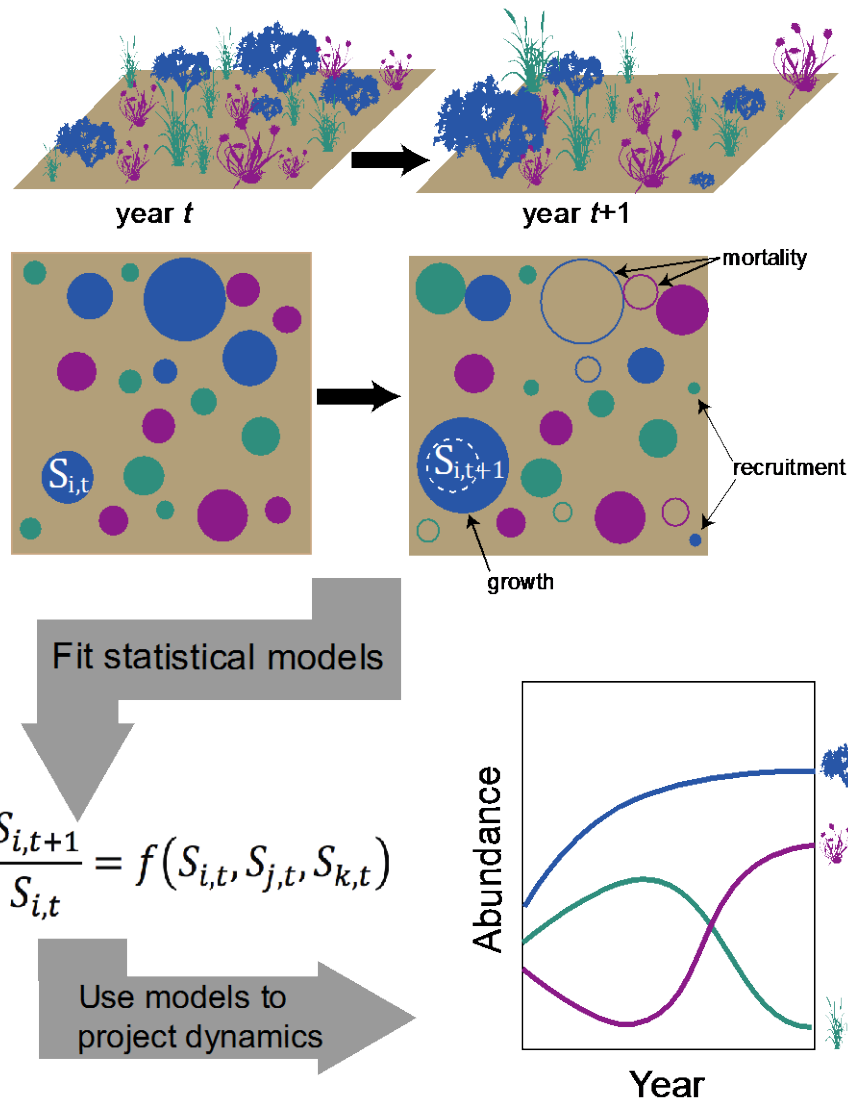 year t
year t+1
mortality
S_{i,t}
S_{i,t+1}
recruitment
growth
Fit statistical models
\frac{S_{i,t+1}}{S_{i,t}} = f(S_{i,t}, S_{j,t}, S_{k,t})
Use models to
project dynamics
Abundance
Year